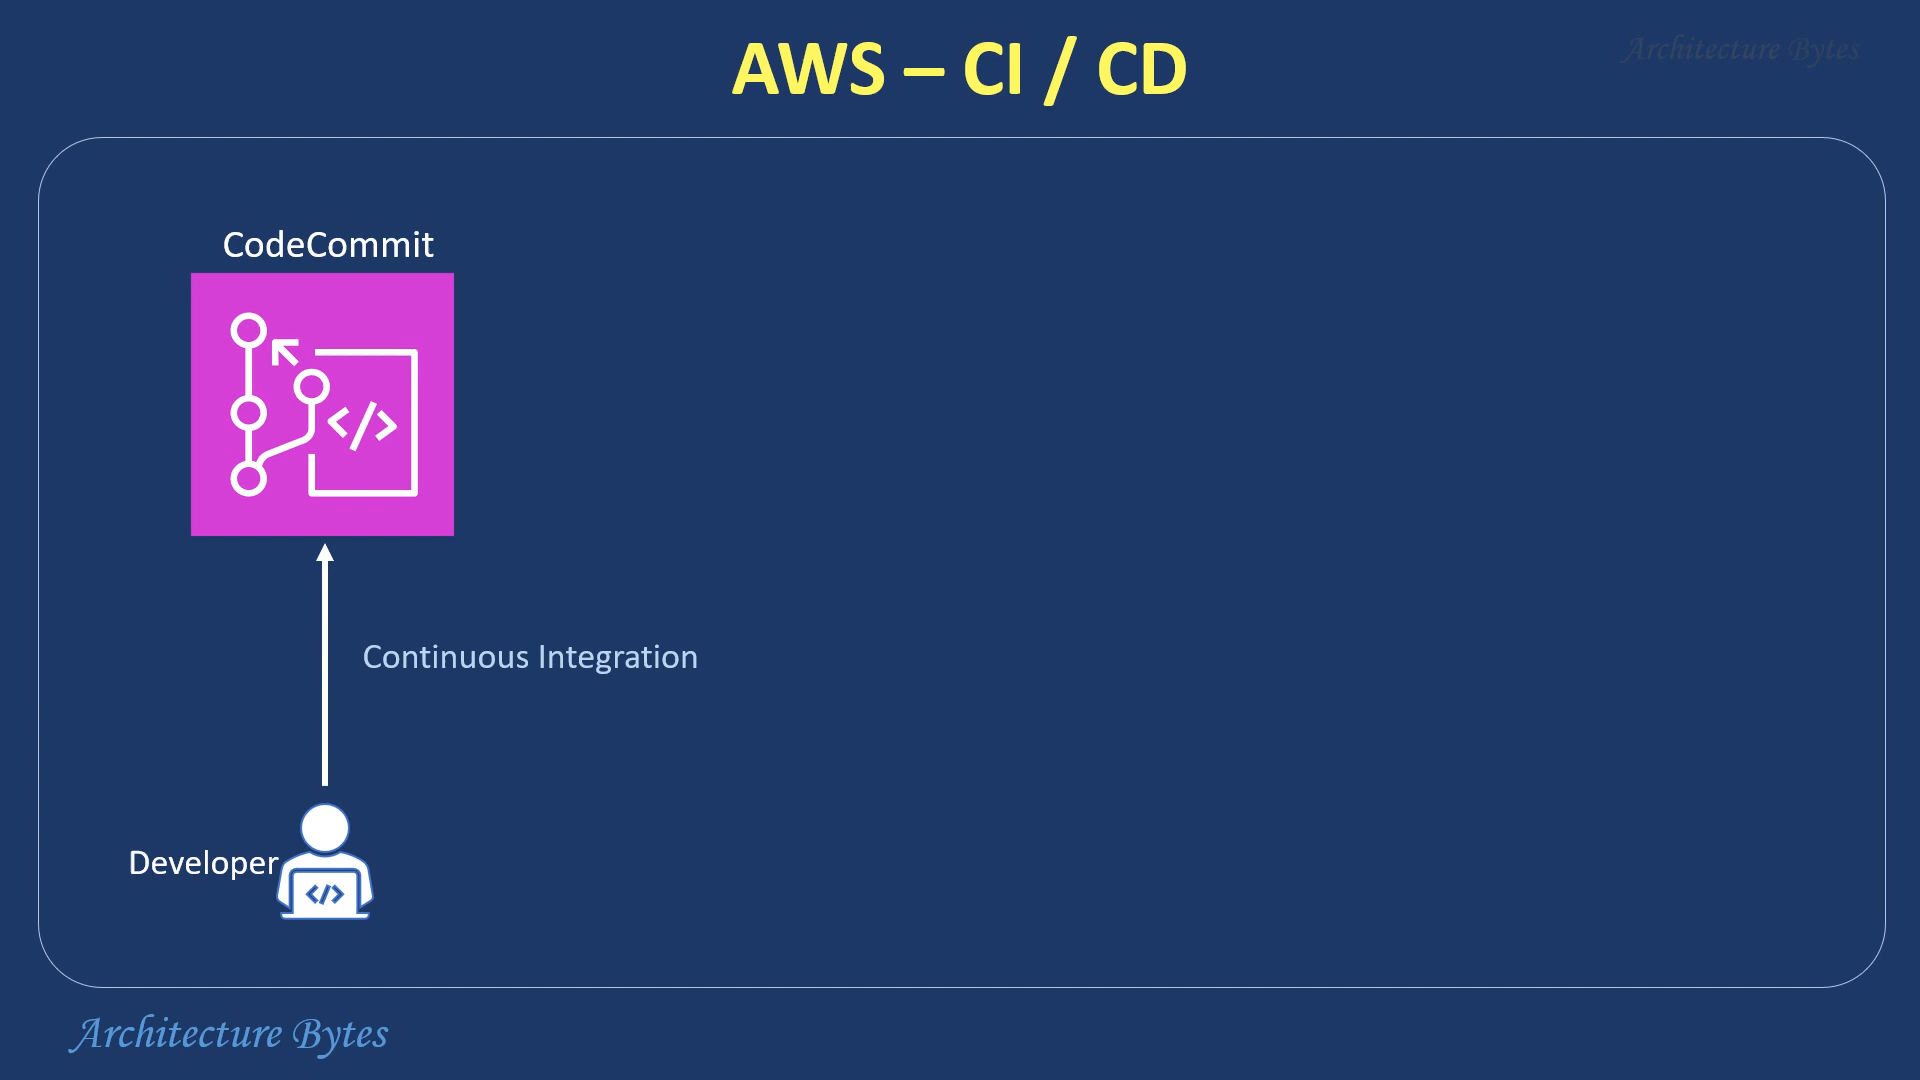 AWS – CI / CD
Architecture Bytes
CodeCommit
</>
Continuous Integration
Developer
</>
Architecture Bytes